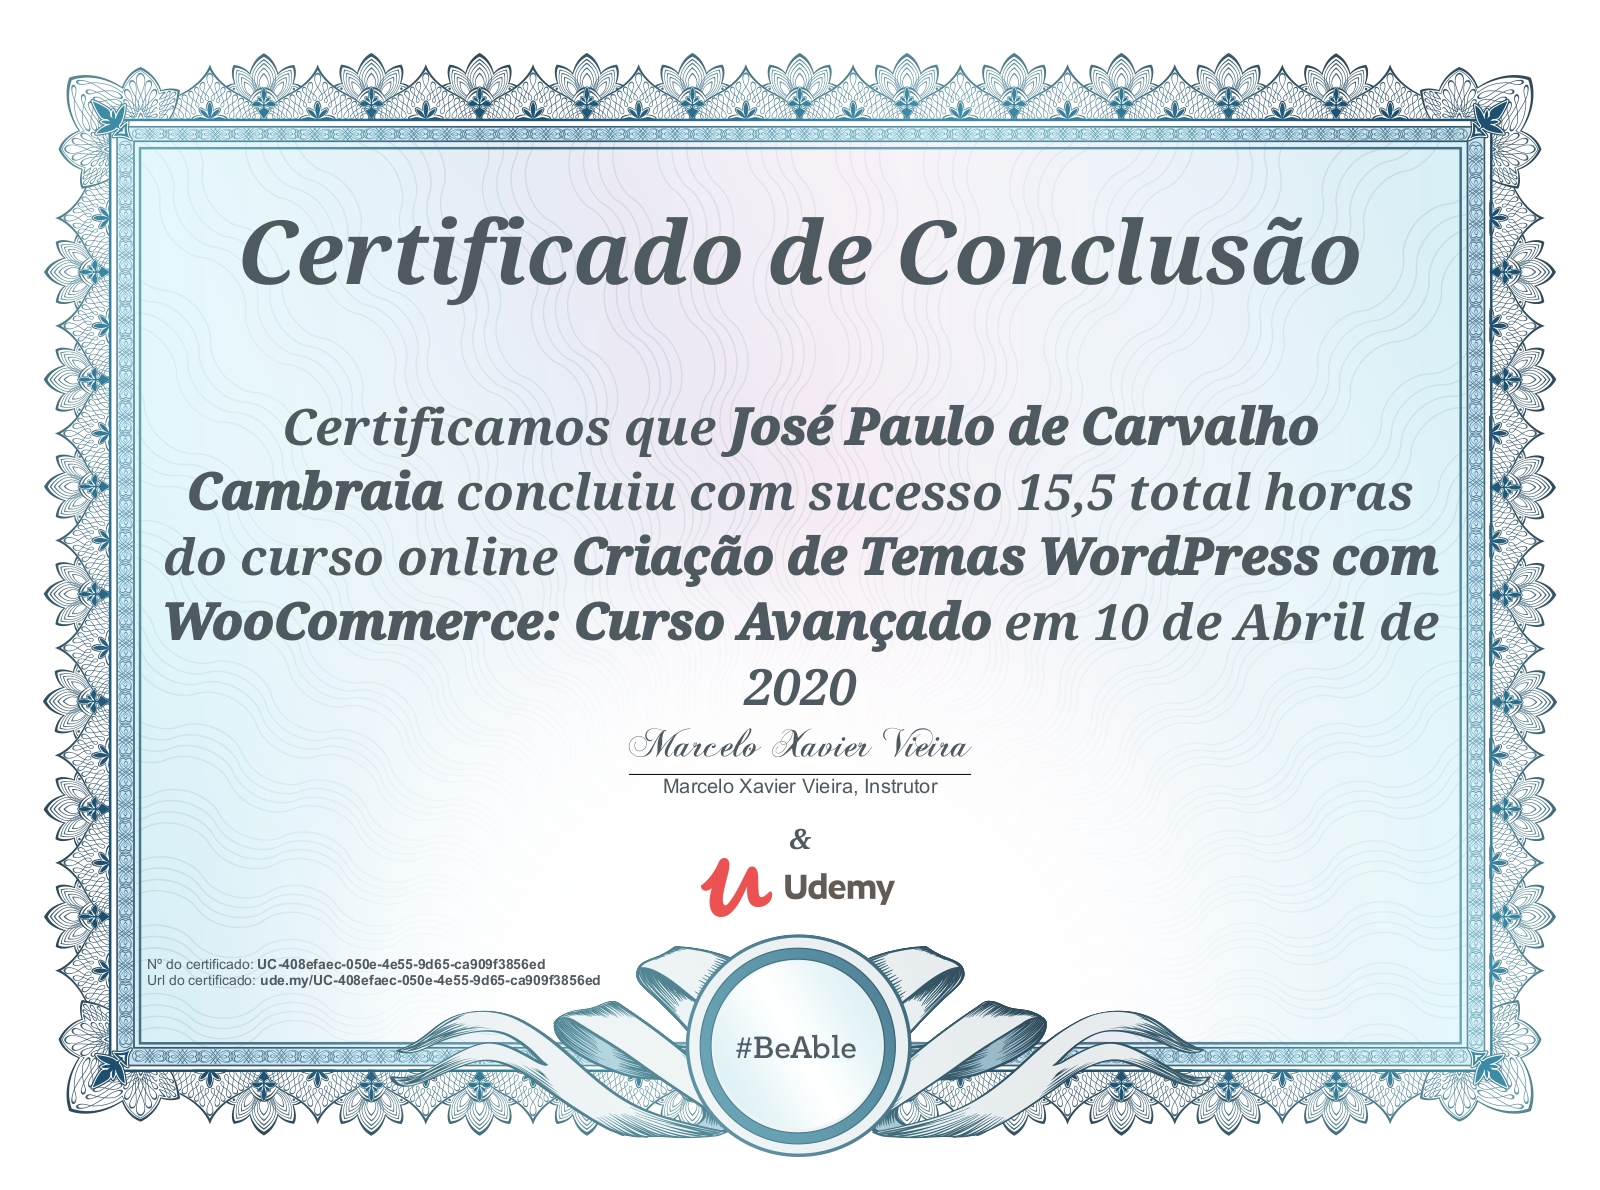 Certificado de Conclusão
Certificamos que José Paulo de Carvalho
Cambraia concluiu com sucesso 15,5 total horas
do curso online Criação de Temas WordPress com
WooCommerce: Curso Avançado em 10 de Abril de
2020
Marcelo Xavier Vieira
Marcelo Xavier Vieira, Instrutor
&
Udemy
Nº do certificado: UC-408efaec-050e-4e55-9d65-ca909f3856ed
Url do certificado: ude.my/UC-408efaec-050e-4e55-9d65-ca909f3856ed
#BeAble